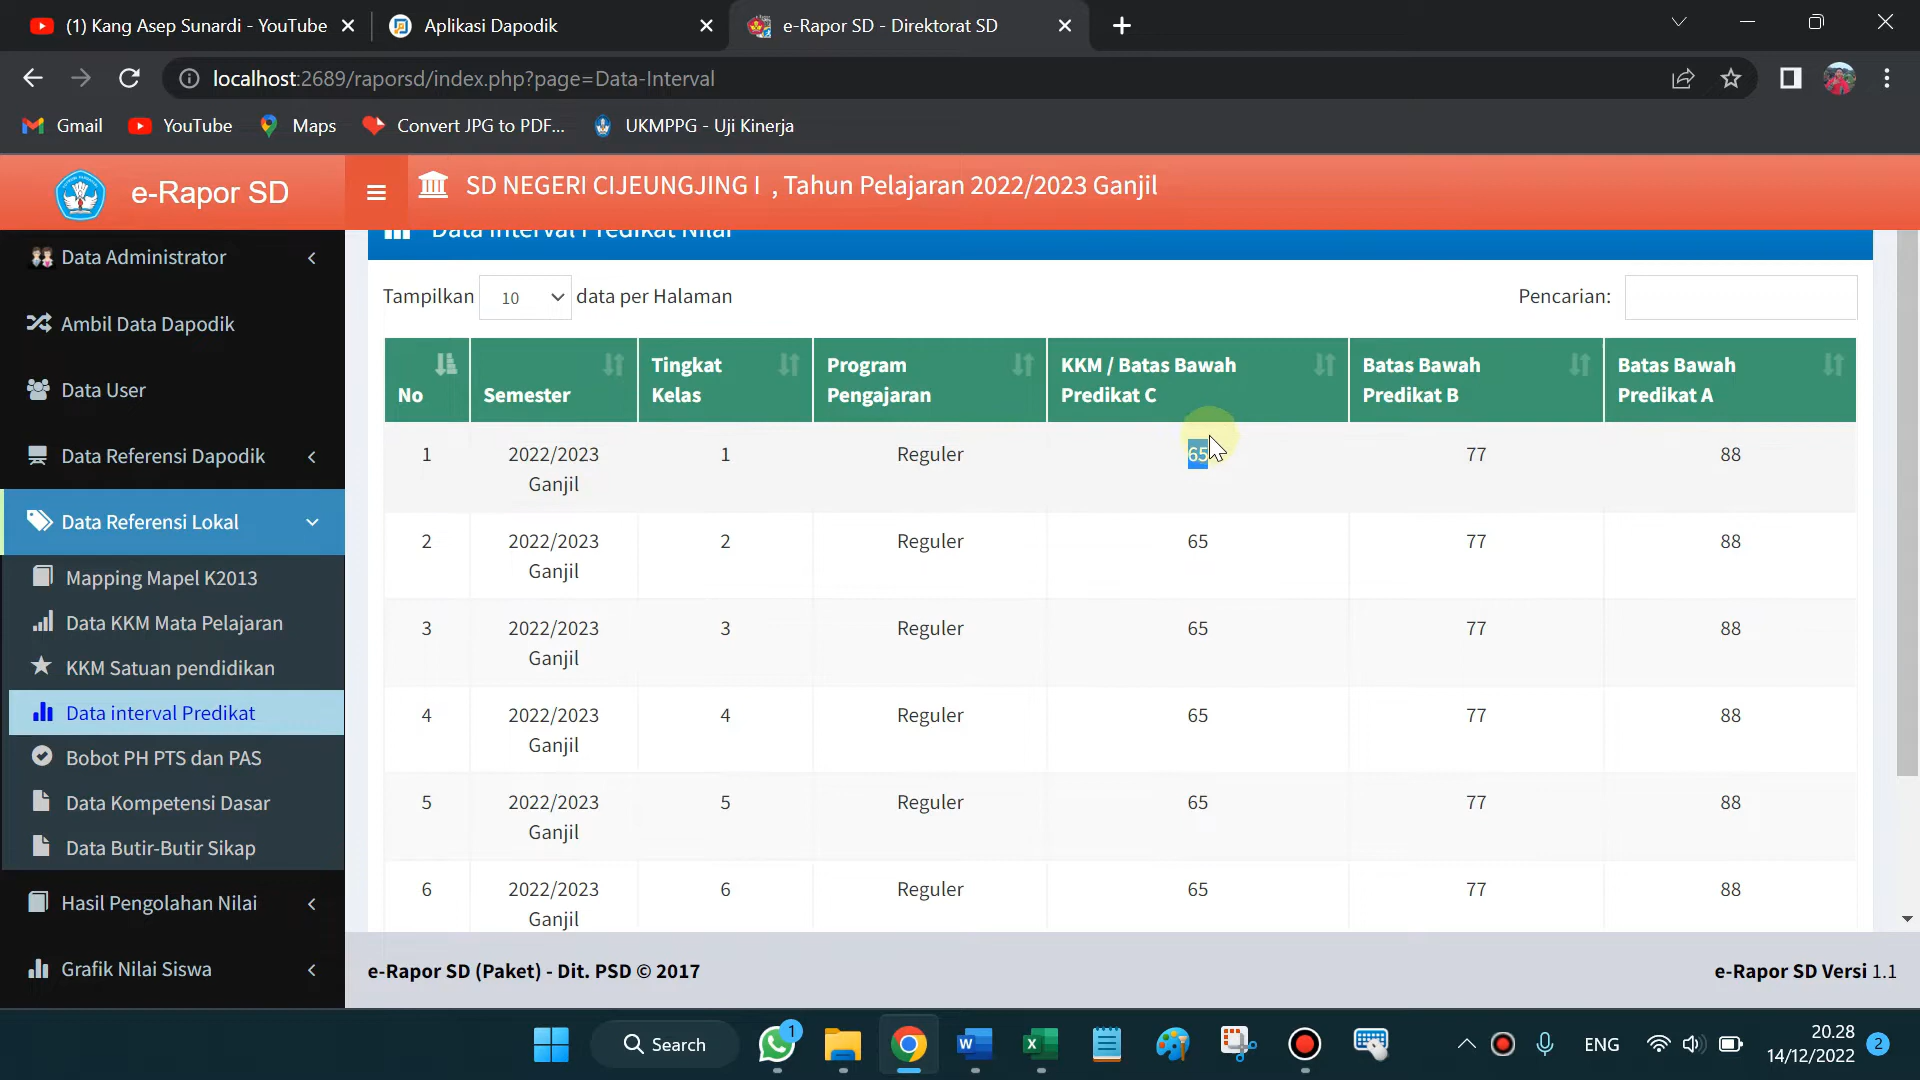 (1) Kang Asep Sunardi - YouTube
Aplikasi Dapodik
e-Rapor SD - Direktorat SD
localhost:2689/raporsd/index.php?page=Data-Interval
Gmail
YouTube
Maps
Convert JPG to PDF...
UKMPPG - Uji Kinerja
e-Rapor SD
SD NEGERI CIJEUNGJING I , Tahun Pelajaran 2022/2023 Ganjil
Data Administrator
Ambil Data Dapodik
Data User
Data Referensi Dapodik
Data Referensi Lokal
Mapping Mapel K2013
Data KKM Mata Pelajaran
KKM Satuan pendidikan
Data interval Predikat
Bobot PH PTS dan PAS
Data Kompetensi Dasar
Data Butir-Butir Sikap
Hasil Pengolahan Nilai
Grafik Nilai Siswa
Data Interval Predikat Nilai
Tampilkan 10 data per Halaman
Pencarian:
No
Semester
Tingkat
Kelas
Program
Pengajaran
KKM / Batas Bawah
Predikat C
Batas Bawah
Predikat B
Batas Bawah
Predikat A
1 2022/2023 1 Reguler 65 77 88
Ganjil
2 2022/2023 2 Reguler 65 77 88
Ganjil
3 2022/2023 3 Reguler 65 77 88
Ganjil
4 2022/2023 4 Reguler 65 77 88
Ganjil
5 2022/2023 5 Reguler 65 77 88
Ganjil
6 2022/2023 6 Reguler 65 77 88
Ganjil
e-Rapor SD (Paket) - Dit. PSD © 2017
e-Rapor SD Versi 1.1
Search
1
ENG
20.28
14/12/2022
2